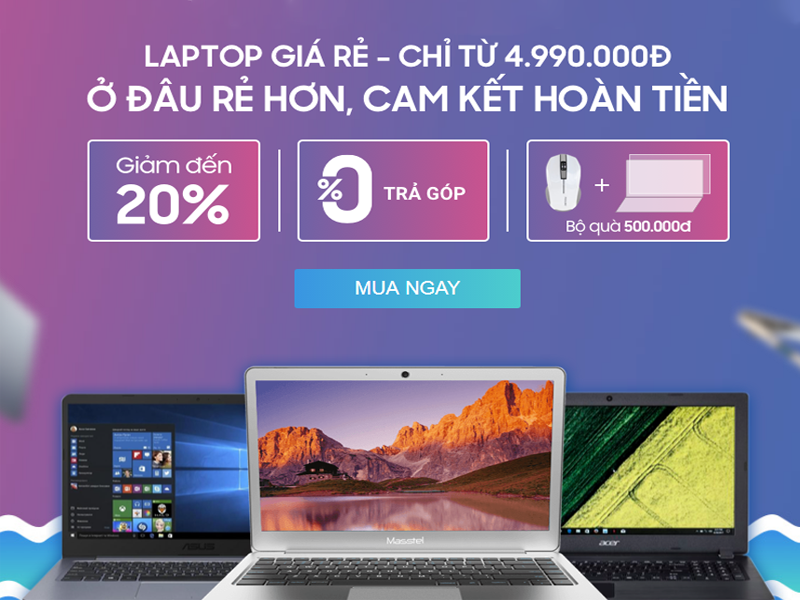 LAPTOP GIÁ RẺ - CHỈ TỪ 4.990.000Đ
Ở ĐÂU RẺ HƠN, CAM KẾT HOÀN TIỀN
Giảm đến
20%
0%
TRẢ GÓP
+
Bộ quà 500.000đ
MUA NGAY
ASUS
Masstel
acer